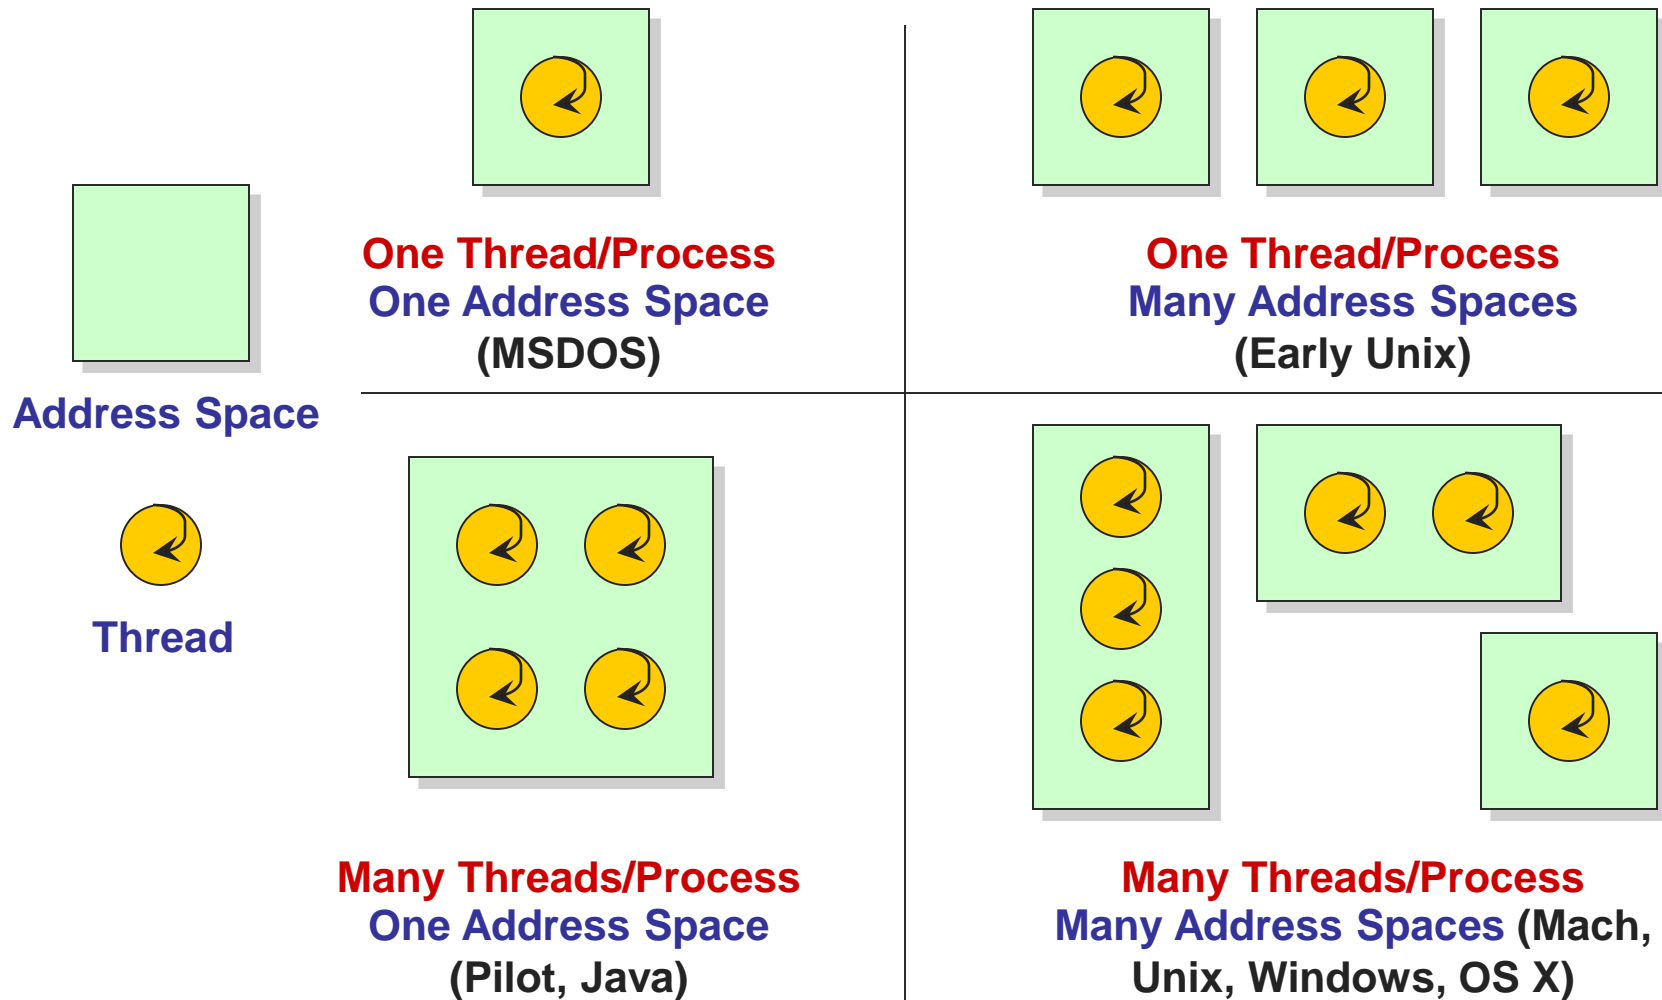 One Thread/Process
One Address Space
(MSDOS)
One Thread/Process
Many Address Spaces
(Early Unix)
Address Space
Thread
Many Threads/Process
One Address Space
(Pilot, Java)
Many Threads/Process
Many Address Spaces (Mach,
Unix, Windows, OS X)